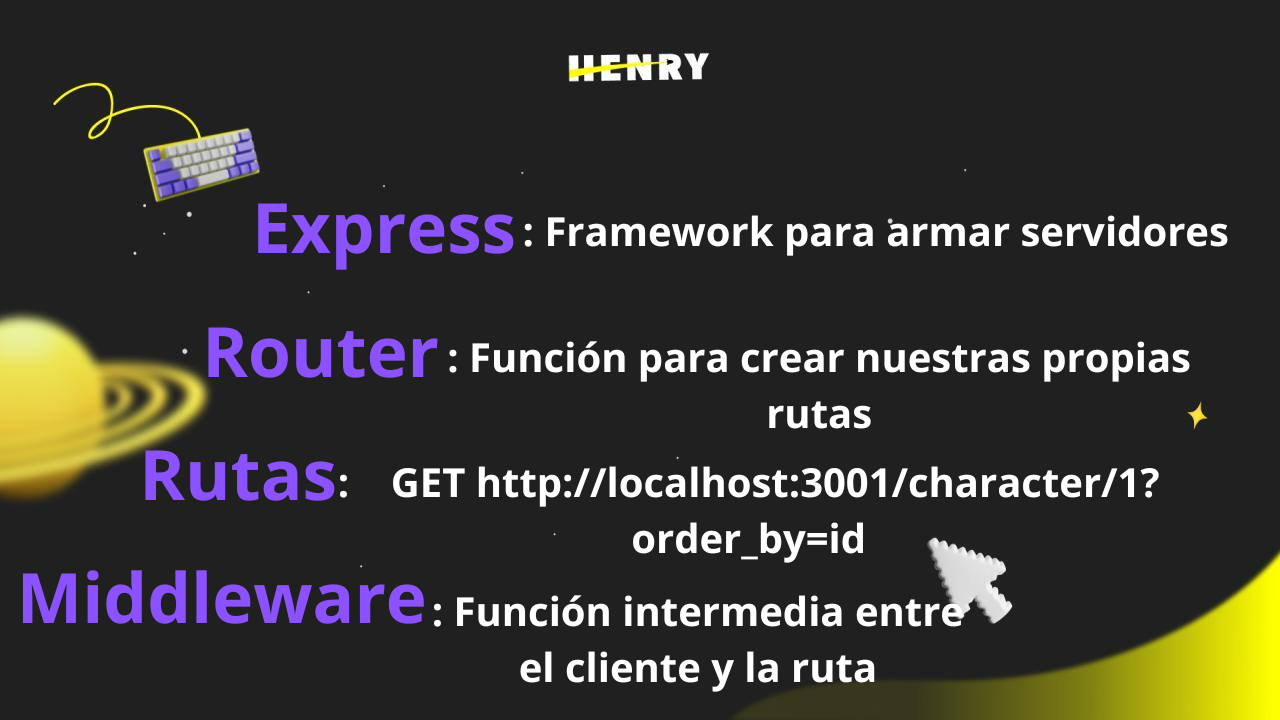 HENRY
Express : Framework para armar servidores
Router : Función para crear nuestras propias
rutas
Rutas: GET http://localhost:3001/character/1?
order_by=id
Middleware : Función intermedia entre
el cliente y la ruta